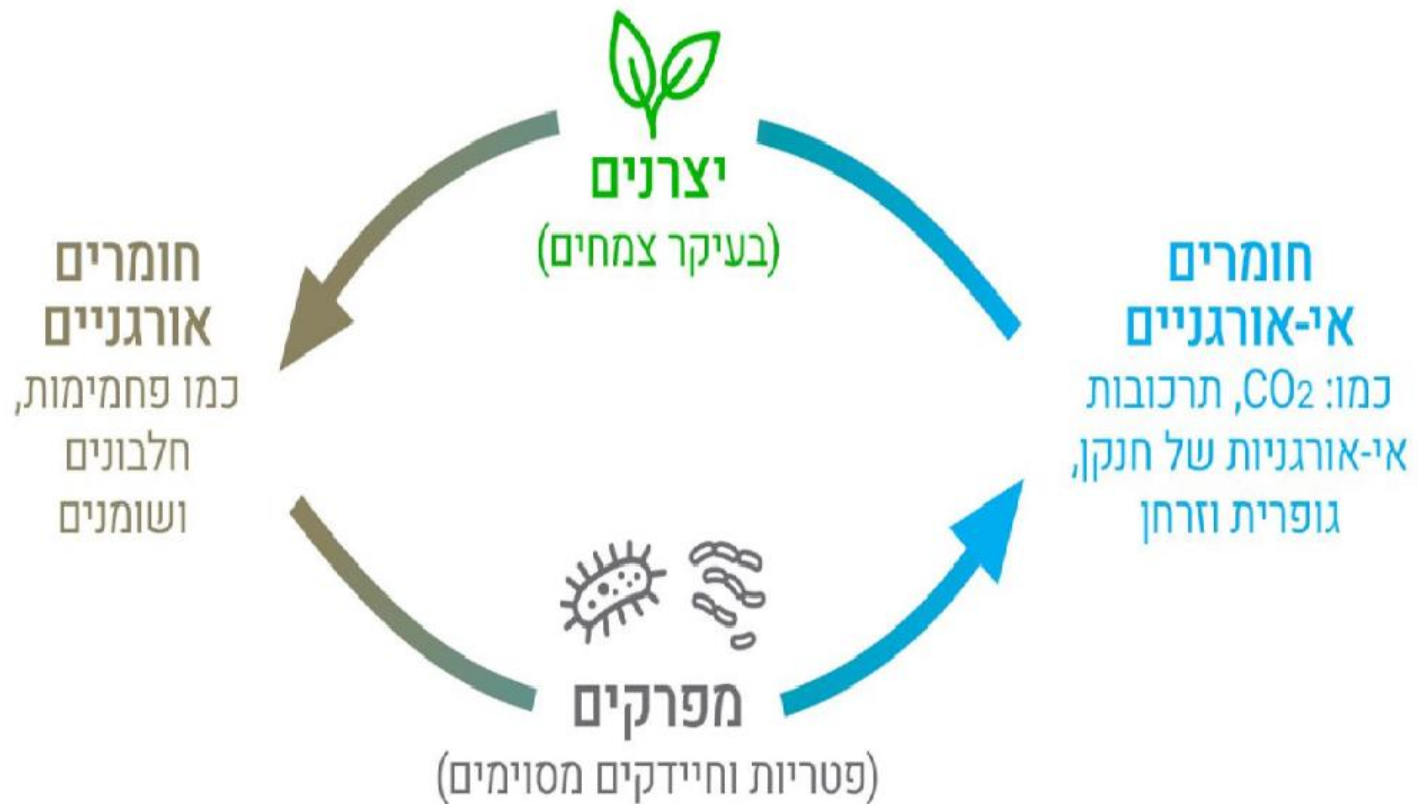 יצרנים
(בעיקר צמחים)
חומרים
אי-אורגניים
כמו: CO₂, תרכובות
אי-אורגניות של חנקן,
גופרית וזרחן
חומרים
אורגניים
כמו פחמימות,
חלבונים
ושומנים
מפרקים
(פטריות וחיידקים מסוימים)